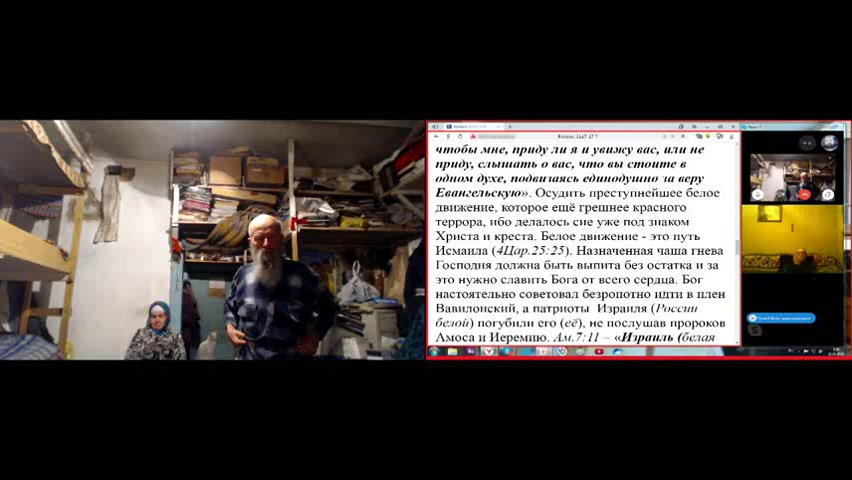 чтобы мне, приду ли я и увижу вас, или не
приду, слышать о вас, что вы стоите в
одном духе, подвизаясь единодушно за веру
Евангельскую». Осудить преступнейшее белое
движение, которое ещё грешнее красного
террора, ибо делалось сие уже под знаком
Христа и креста. Белое движение - это путь
Исмаила (4Цар.25:25). Назначенная чаша гнева
Господня должна быть выпита без остатка и за
это нужно славить Бога от всего сердца. Бог
настоятельно советовал безропотно идти в плен
Вавилонский, а патриоты Израиля (России
белой) погубили его (её), не послушав пророков
Амоса и Иеремию. Ам.7:11 – «Израиль (белая